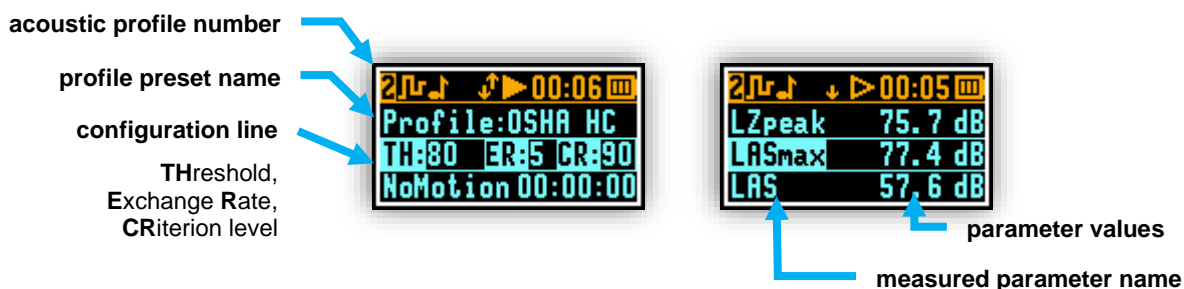 acoustic profile number
profile preset name
configuration line
THreshold,
Exchange Rate,
CRiterion level
2 00:06
Profile:OSHA HC
TH:80 ER:5 CR:90
NoMotion 00:00:00
2 00:05
LZpeak 75.7 dB
LASmax 77.4 dB
LAS 57.6 dB
parameter values
measured parameter name